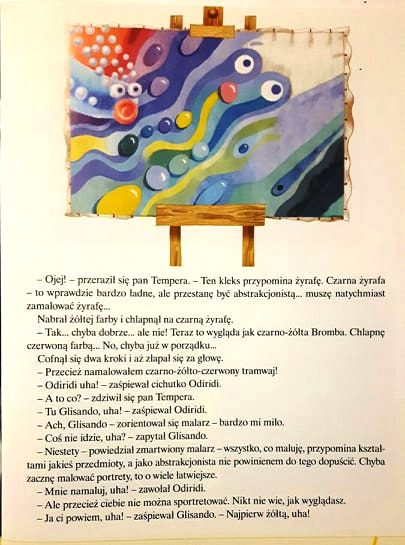 – Ojej! – przeraził się pan Tempera. – Ten kleks przypomina żyrafę. Czarna żyrafa
– to wprawdzie bardzo ładne, ale przestanę być abstrakcjonistą... muszę natychmiast
zamalować żyrafę...
Nabrał żółtej farby i chlapnął na czarną żyrafę.
– Tak... chyba dobrze... ale nie! Teraz to wygląda jak czarno-żółta Bromba. Chlapnę
czerwoną farbą... No, chyba już w porządku...
Cofnął się dwa kroki i aż złapał się za głowę.
– Przecież namalowałem czarno-żółto-czerwony tramwaj!
– Odiridi uha! – zaśpiewał cichutko Odiridi.
– A to co? – zdziwił się pan Tempera.
– Tu Glisando, uha! – zaśpiewał Odiridi.
– Ach, Glisando – zorientował się malarz – bardzo mi miło.
– Coś nie idzie, uha? – zapytał Glisando.
– Niestety – powiedział zmartwiony malarz – wszystko, co maluję, przypomina kształ-
tami jakieś przedmioty, a jako abstrakcjonista nie powinienem do tego dopuścić. Chyba
zacznę malować portrety, to o wiele łatwiejsze.
– Mnie namaluj, uha! – zawołał Odiridi.
– Ale przecież ciebie nie można sportretować. Nikt nie wie, jak wyglądasz.
– Ja ci powiem, uha! – zaśpiewał Glisando. – Najpierw żółtą, uha!